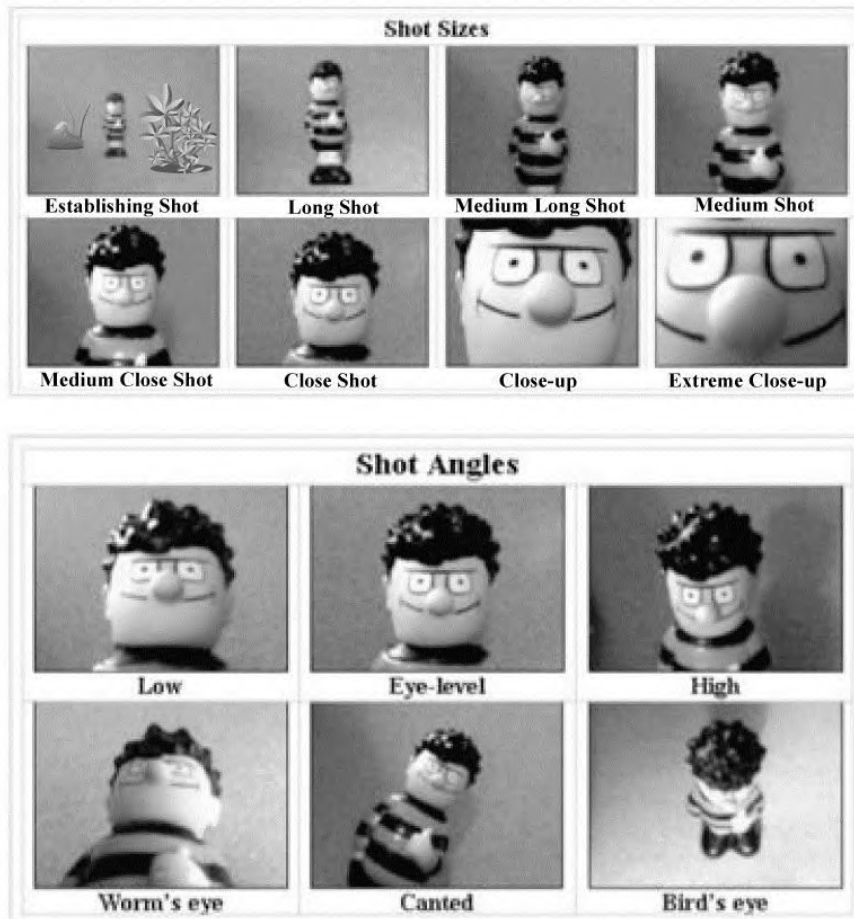 Shot Sizes
Establishing Shot
Long Shot
Medium Long Shot
Medium Shot
Medium Close Shot
Close Shot
Close-up
Extreme Close-up
Shot Angles
Low
Eye-level
High
Worm's eye
Canted
Bird's eye